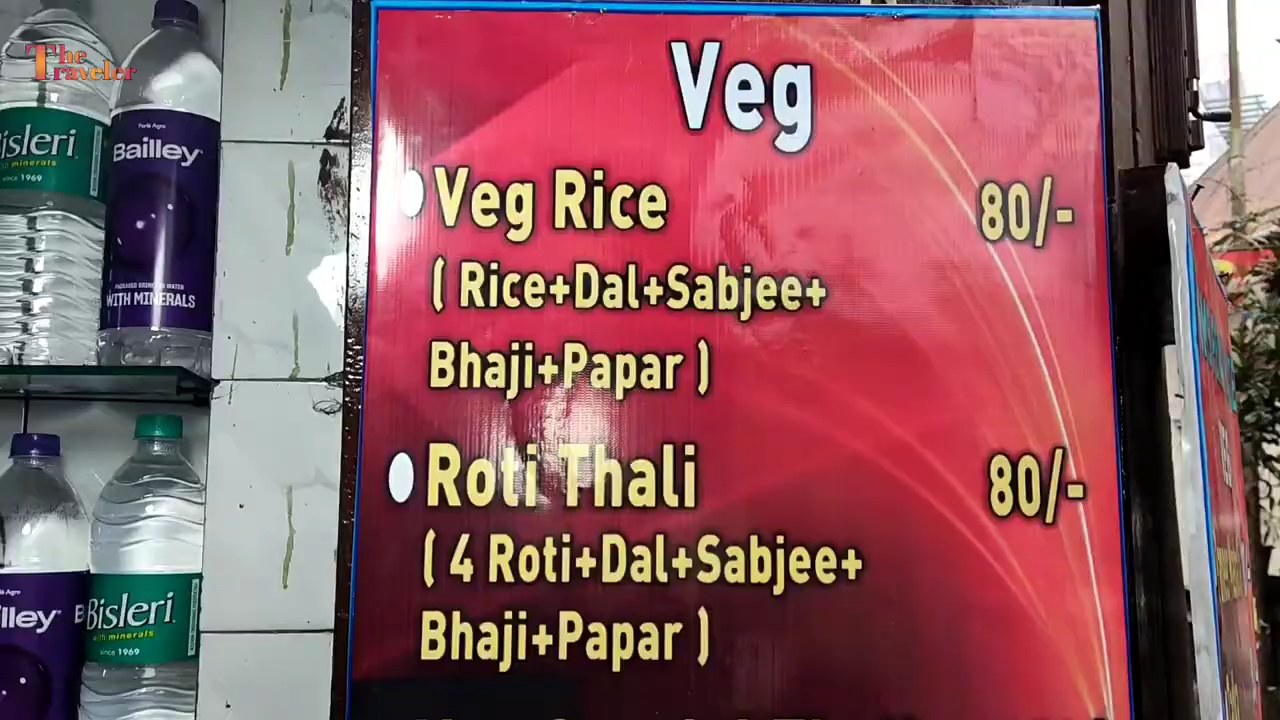 The
Traveler
Bisleri
with minerals
since 1969
Parle Agro
Bailley
PACKAGED DRINKING WATER
WITH MINERALS
Veg
Veg Rice 80/-
( Rice+Dal+Sabjee+
Bhaji+Papar )
Roti Thali 80/-
( 4 Roti+Dal+Sabjee+
Bhaji+Papar )
Bisleri
with minerals
since 1969